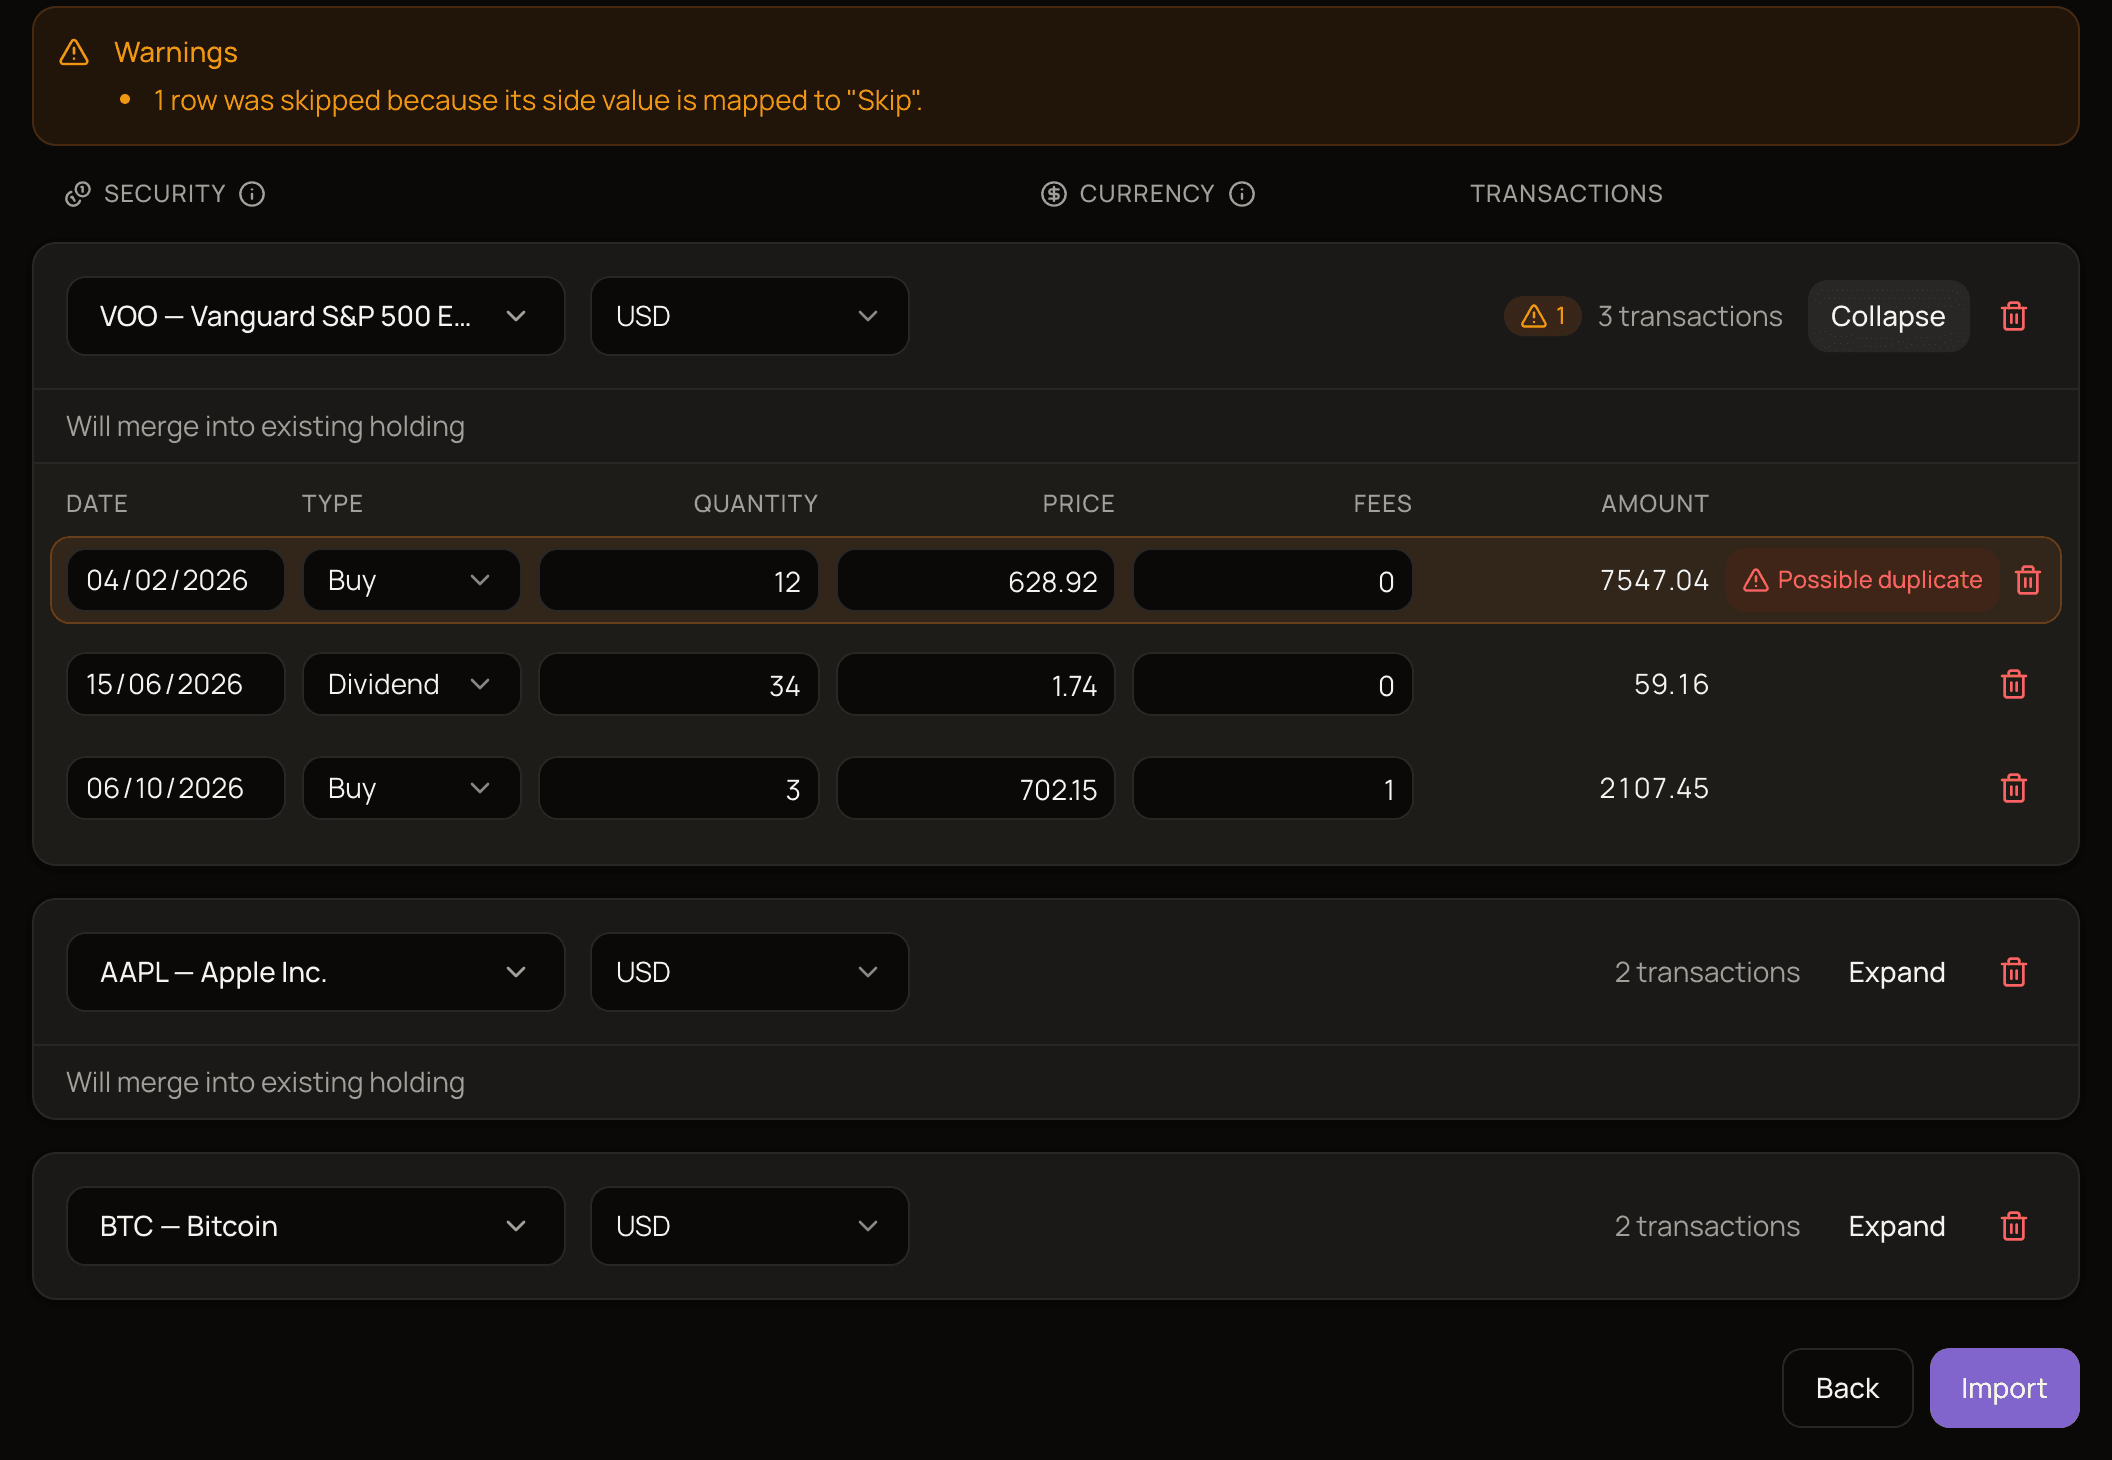 Warnings
• 1 row was skipped because its side value is mapped to "Skip".
SECURITY CURRENCY TRANSACTIONS
VOO — Vanguard S&P 500 E... USD 1 3 transactions Collapse
Will merge into existing holding
DATE TYPE QUANTITY PRICE FEES AMOUNT
04/02/2026 Buy 12 628.92 0 7547.04 Possible duplicate
15/06/2026 Dividend 34 1.74 0 59.16
06/10/2026 Buy 3 702.15 1 2107.45
AAPL — Apple Inc. USD 2 transactions Expand
Will merge into existing holding
BTC — Bitcoin USD 2 transactions Expand
Back Import